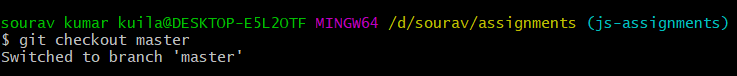 sourav kumar kuila@DESKTOP-E5L2OTF MINGW64 /d/sourav/assignments (js-assignments)
$ git checkout master
Switched to branch 'master'